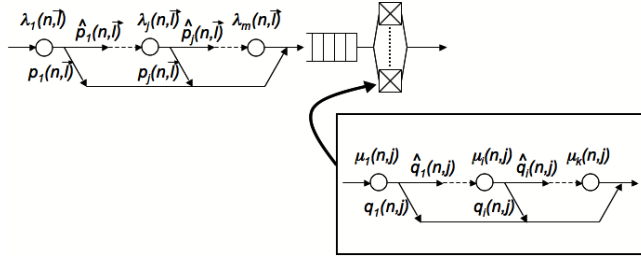 λ₁(n,l⃗) p̂₁(n,l⃗) λⱼ(n,l⃗) p̂ⱼ(n,l⃗) λₘ(n,l⃗)
p₁(n,l⃗) pⱼ(n,l⃗)
μ₁(n,j) q̂₁(n,j) μᵢ(n,j) q̂ᵢ(n,j) μₖ(n,j)
q₁(n,j) qᵢ(n,j)